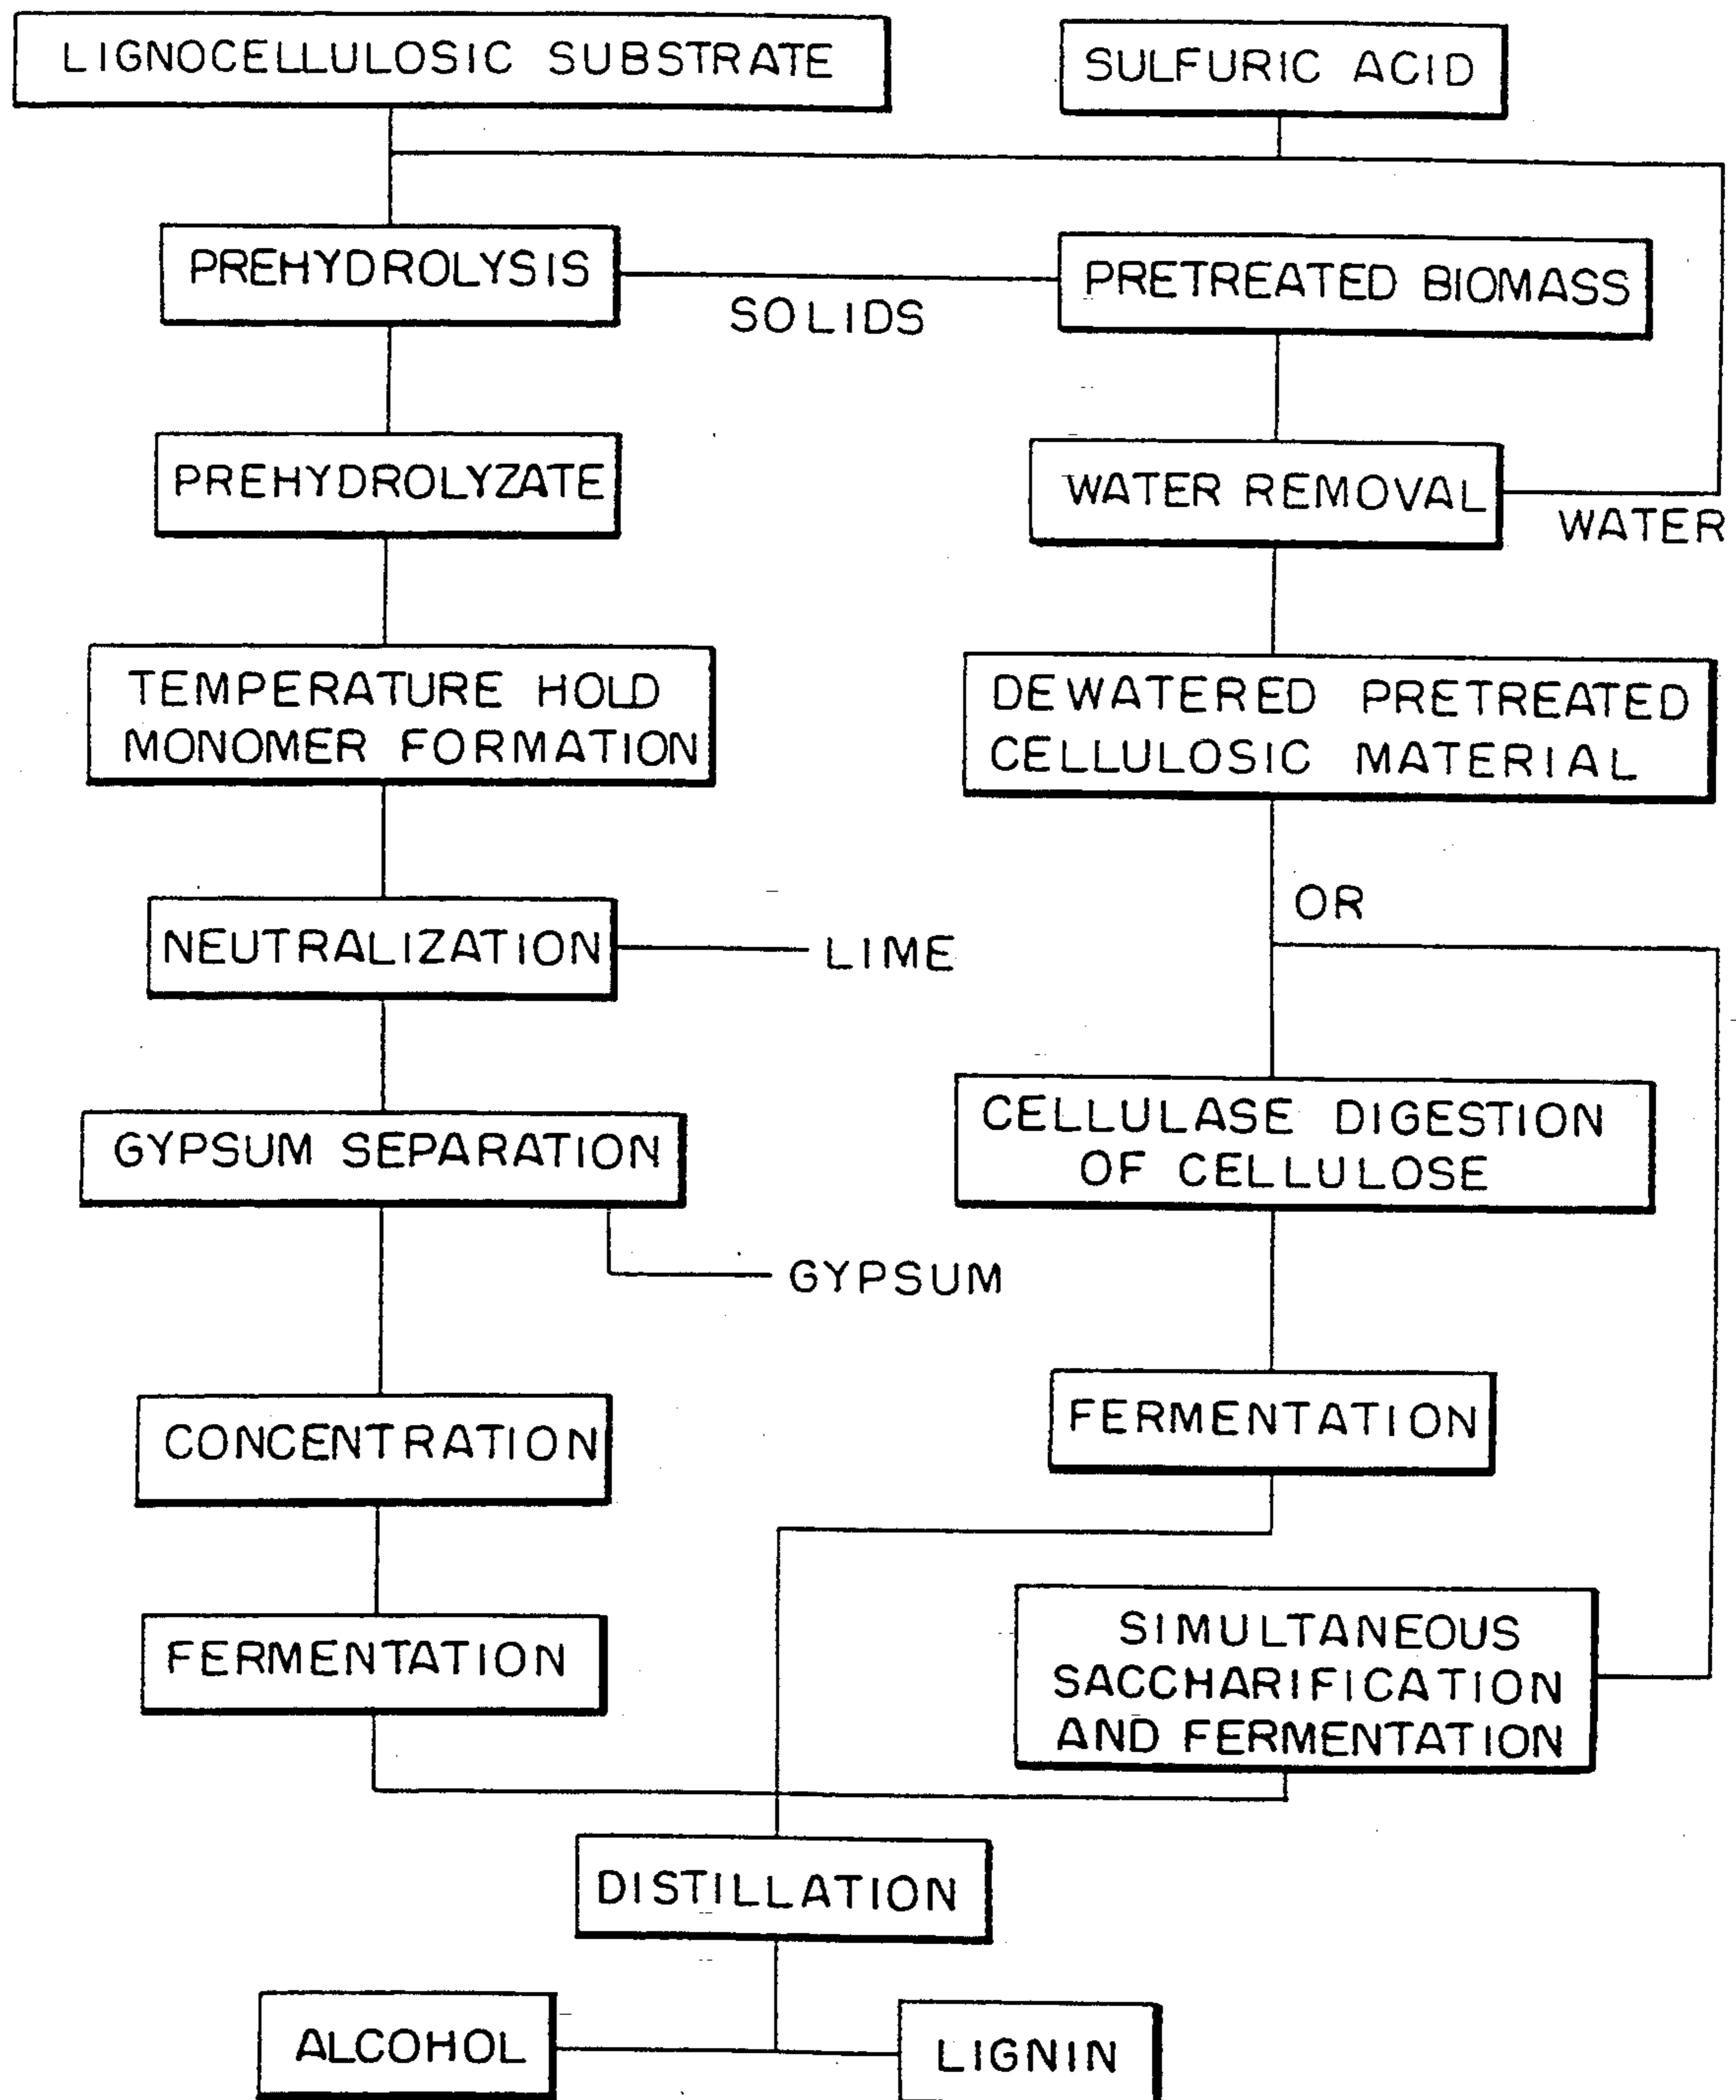 LIGNOCELLULOSIC SUBSTRATE
SULFURIC ACID
PREHYDROLYSIS
SOLIDS
PRETREATED BIOMASS
PREHYDROLYZATE
WATER REMOVAL
WATER
TEMPERATURE HOLD
MONOMER FORMATION
DEWATERED PRETREATED
CELLULOSIC MATERIAL
OR
NEUTRALIZATION
LIME
CELLULASE DIGESTION
OF CELLULOSE
GYPSUM SEPARATION
GYPSUM
CONCENTRATION
FERMENTATION
FERMENTATION
SIMULTANEOUS
SACCHARIFICATION
AND FERMENTATION
DISTILLATION
ALCOHOL
LIGNIN